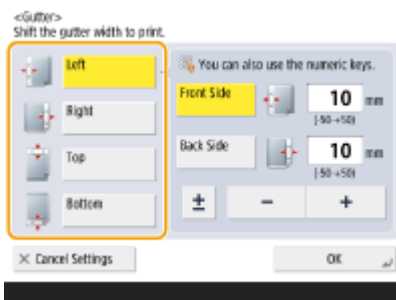 <Gutter>
Shift the gutter width to print.
Left
Right
Top
Bottom
You can also use the numeric keys.
Front Side
10 mm
(-50-+50)
Back Side
10 mm
(-50-+50)
±
-
+
× Cancel Settings
OK